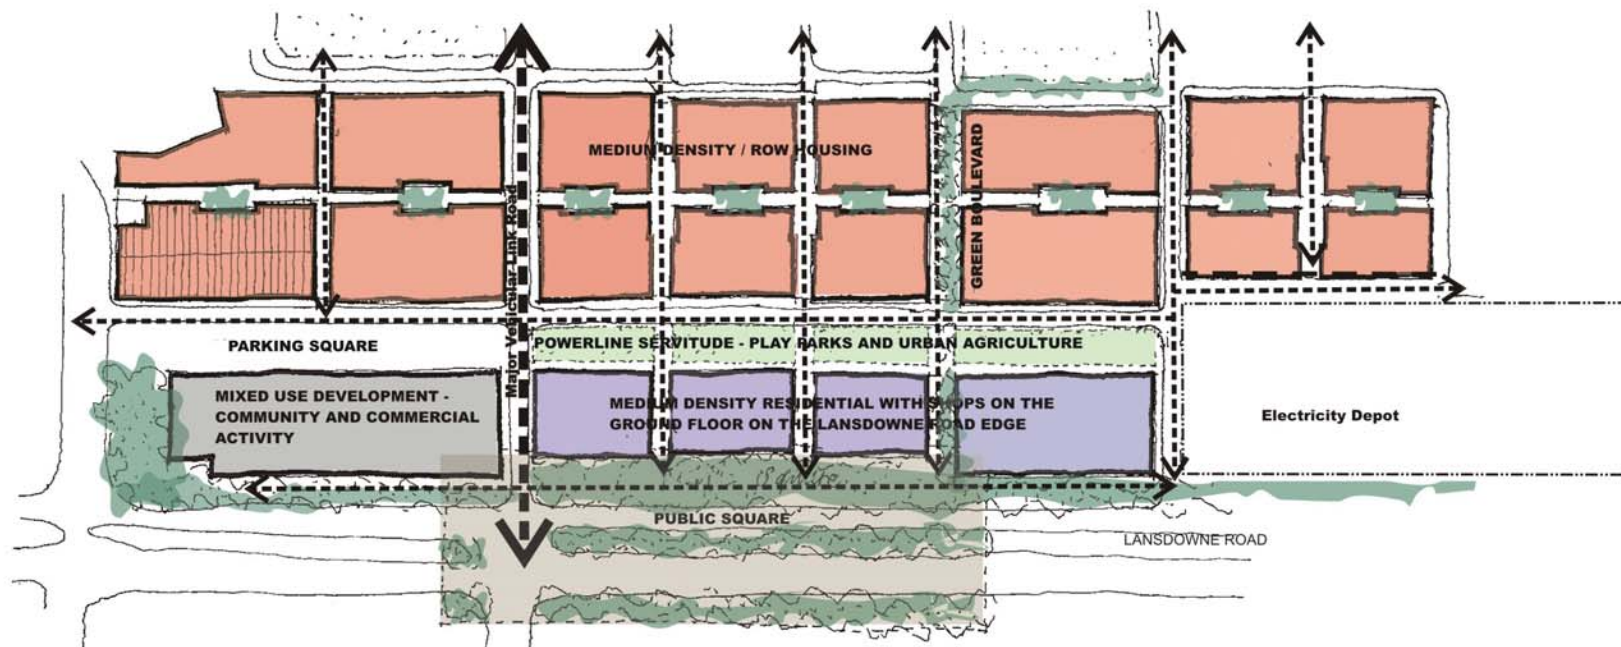 MEDIUM DENSITY / ROW HOUSING
GREEN BOULEVARD
Major Vehicular Link Road
PARKING SQUARE
POWERLINE SERVITUDE - PLAY PARKS AND URBAN AGRICULTURE
MIXED USE DEVELOPMENT -
COMMUNITY AND COMMERCIAL
ACTIVITY
MEDIUM DENSITY RESIDENTIAL WITH SHOPS ON THE
GROUND FLOOR ON THE LANSDOWNE ROAD EDGE
Electricity Depot
Square
PUBLIC SQUARE
LANSDOWNE ROAD